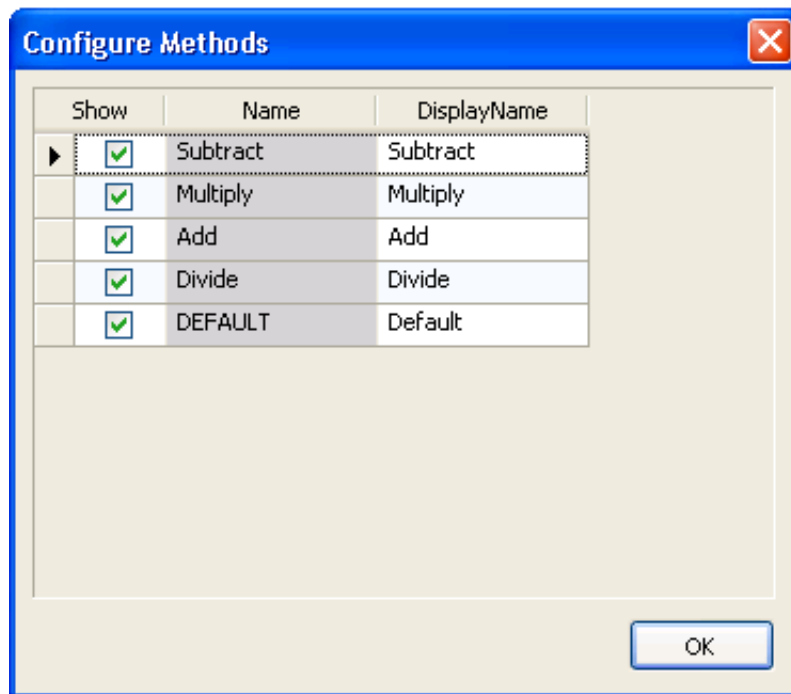 Configure Methods
Show Name DisplayName
Subtract Subtract
Multiply Multiply
Add Add
Divide Divide
DEFAULT Default
OK